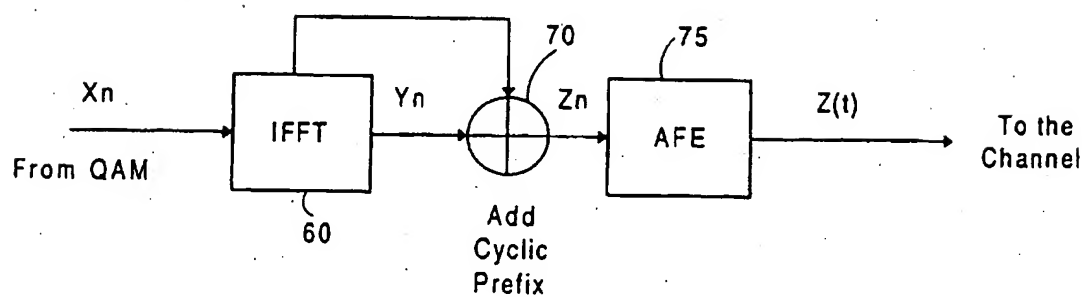 70
75
Xn
Yn
Zn
Z(t)
IFFT
AFE
To the
Channel
From QAM
60
Add
Cyclic
Prefix